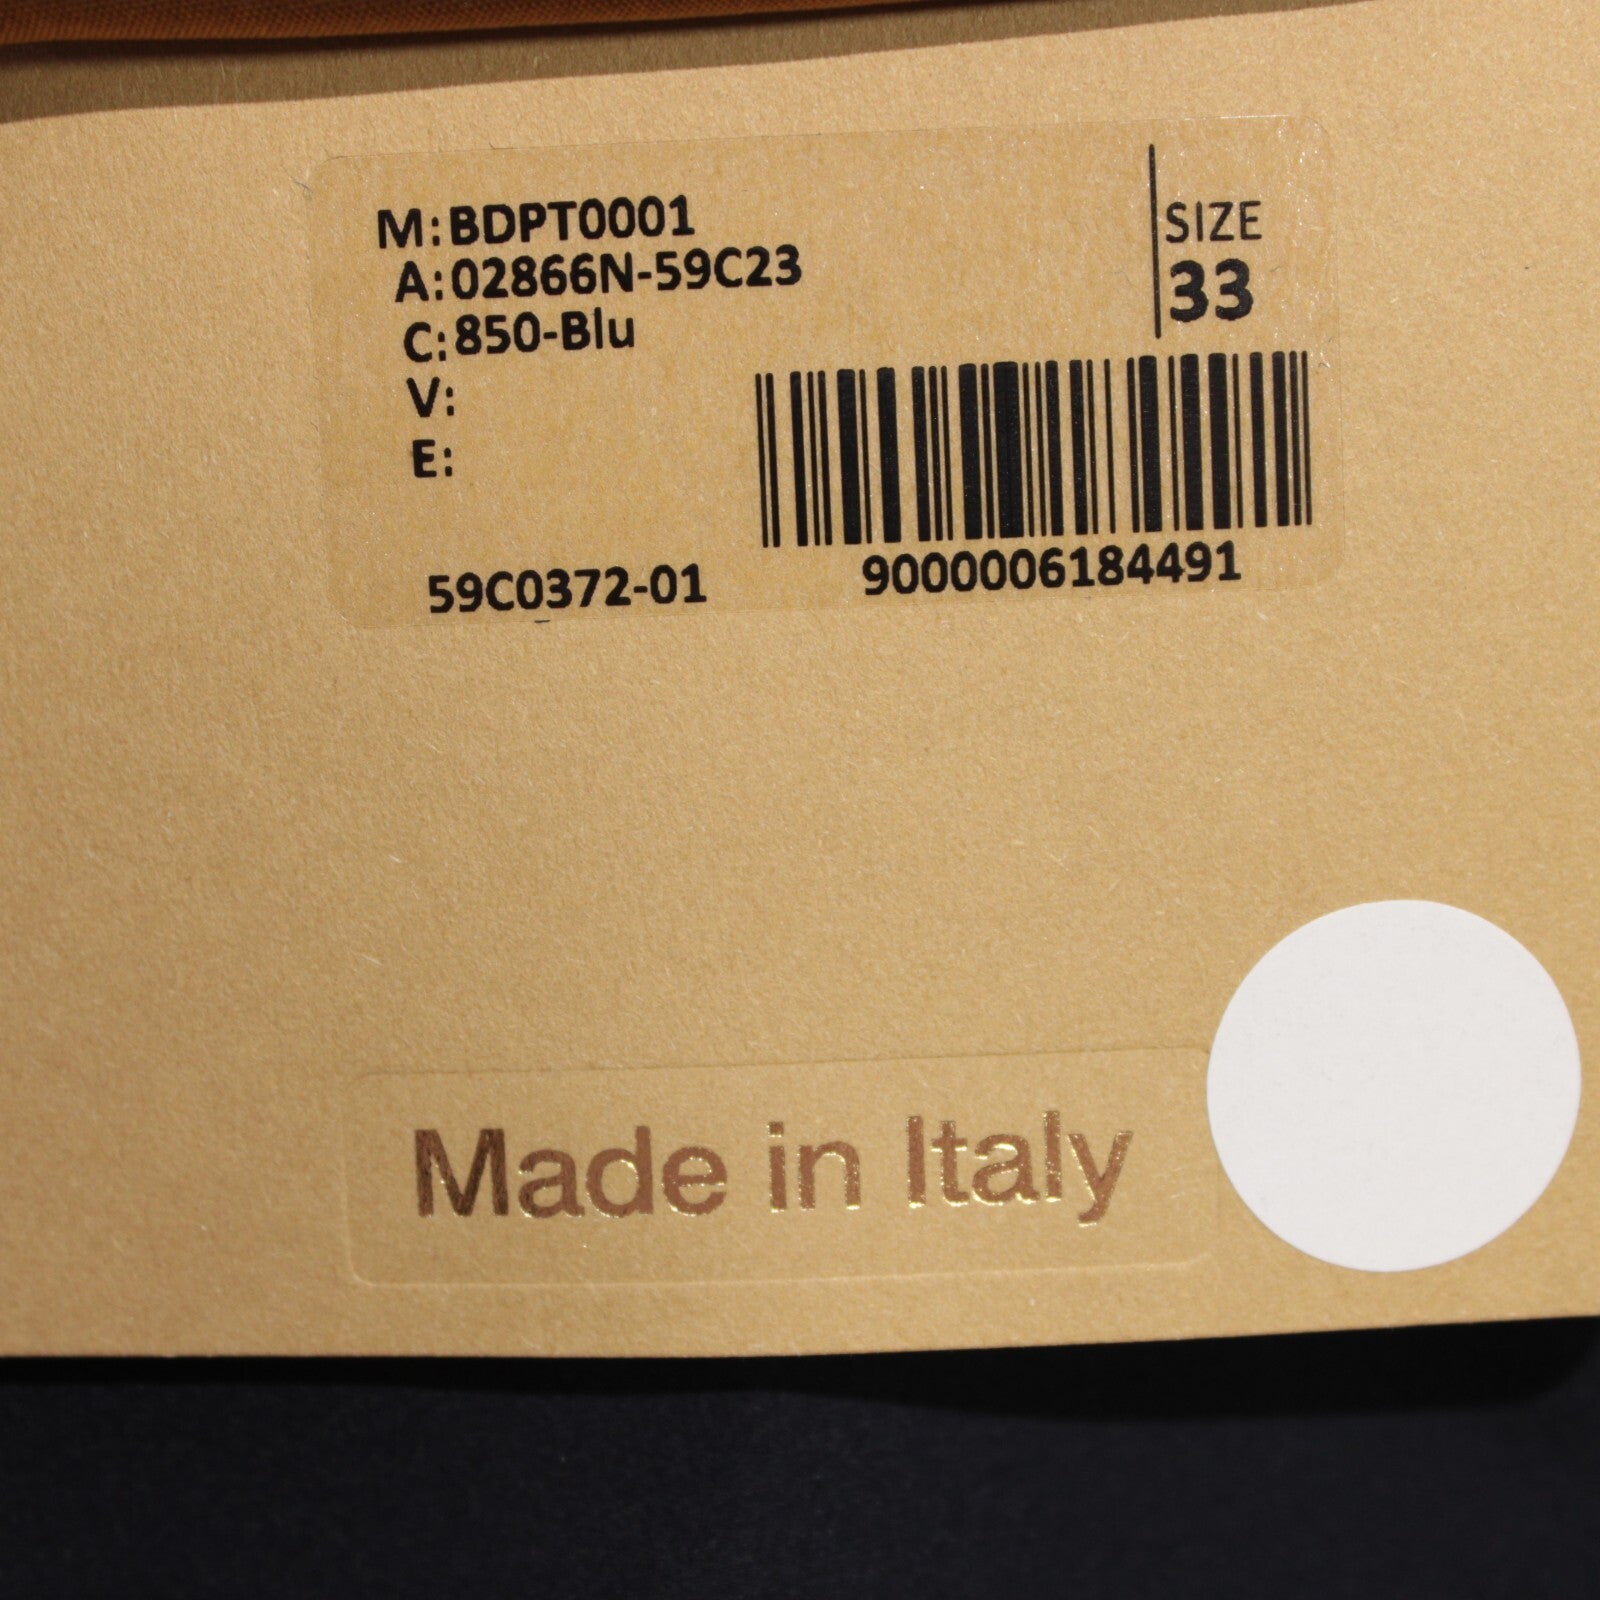 M: BDPT0001
A: 02866N-59C23
C: 850-Blu
V:
E:
SIZE
33
59C0372-01
9000006184491
Made in Italy